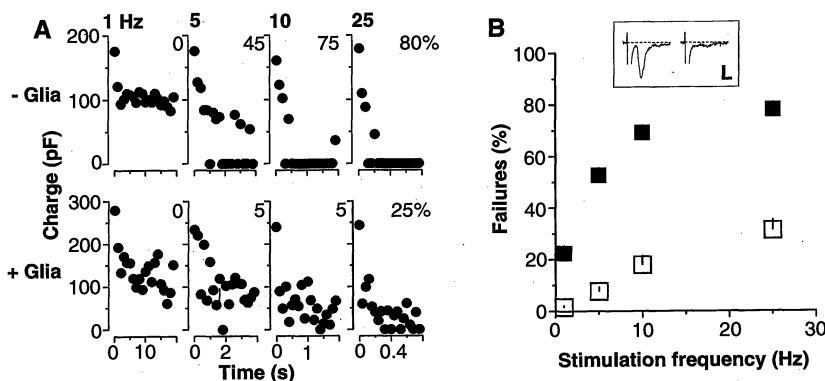 A
1 Hz 5 10 25
200 0 45 75 80%
- Glia 100
0
Charge (pF)
300 0 5 5 25%
+ Glia 200
100
0
0 10 0 2 0 1 0 0.4
Time (s)
B
100
80
60
40
20
0
Failures (%)
L
0 10 20 30
Stimulation frequency (Hz)